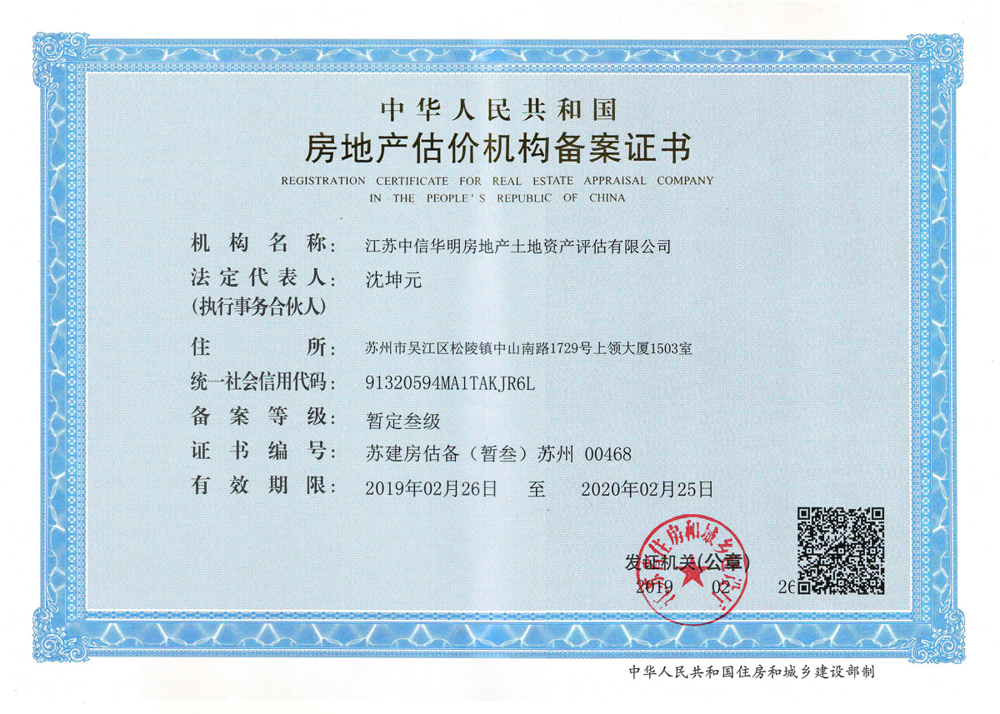 中华人民共和国
房地产估价机构备案证书
REGISTRATION CERTIFICATE FOR REAL ESTATE APPRAISAL COMPANY
IN THE PEOPLE'S REPUBLIC OF CHINA
机构名称： 江苏中信华明房地产土地资产评估有限公司
法定代表人： 沈坤元
(执行事务合伙人)
住所： 苏州市吴江区松陵镇中山南路1729号上领大厦1503室
统一社会信用代码： 91320594MA1TAKJR6L
备案等级： 暂定叁级
证书编号： 苏建房估备（暂叁）苏州 00468
有效期限： 2019年02月26日 至 2020年02月25日
江苏省住房和城乡建设厅
发证机关(公章)
2019 02 26
中华人民共和国住房和城乡建设部制